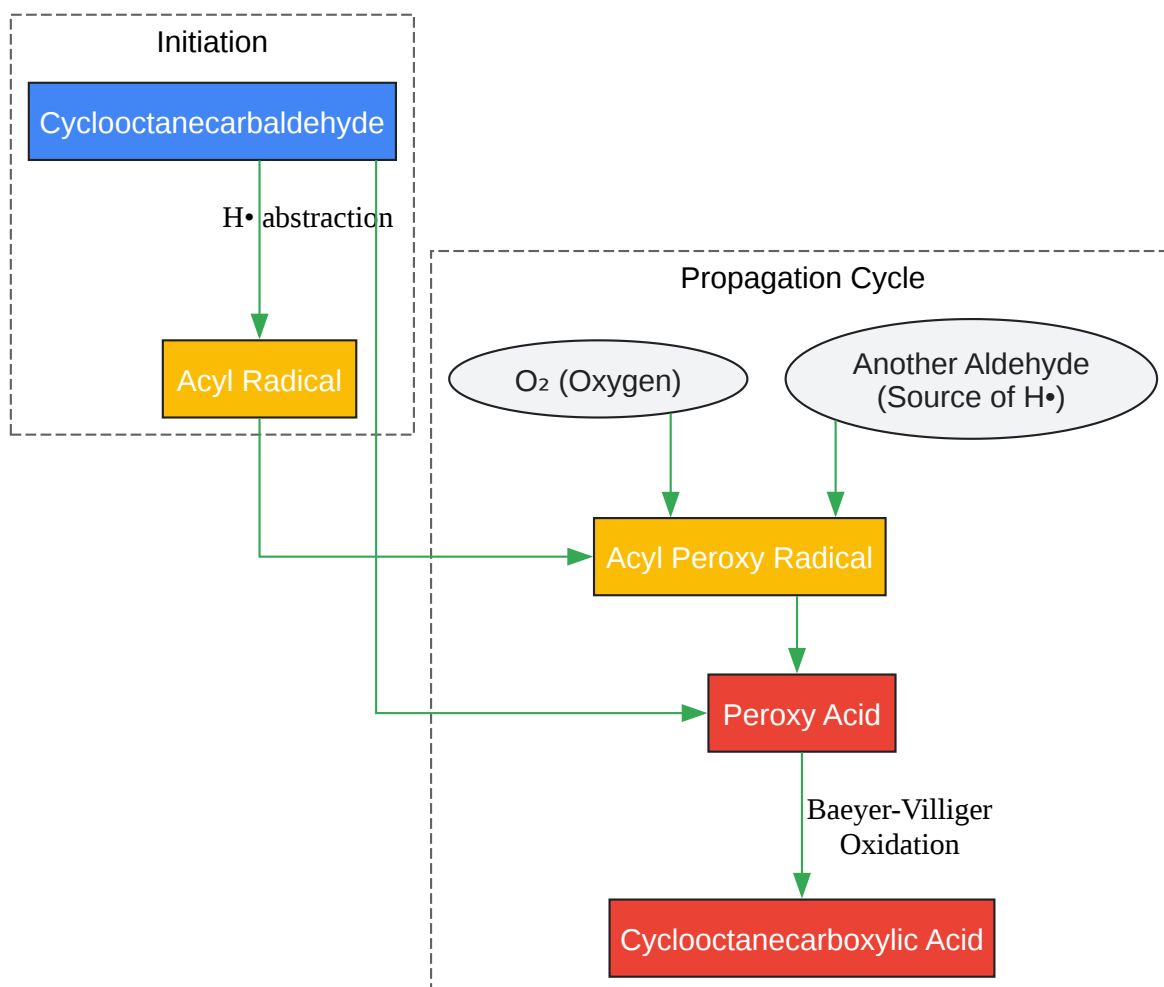 Initiation
Cyclooctanecarbaldehyde
H• abstraction
Acyl Radical
Propagation Cycle
O₂ (Oxygen)
Another Aldehyde
(Source of H•)
Acyl Peroxy Radical
Peroxy Acid
Baeyer-Villiger
Oxidation
Cyclooctanecarboxylic Acid